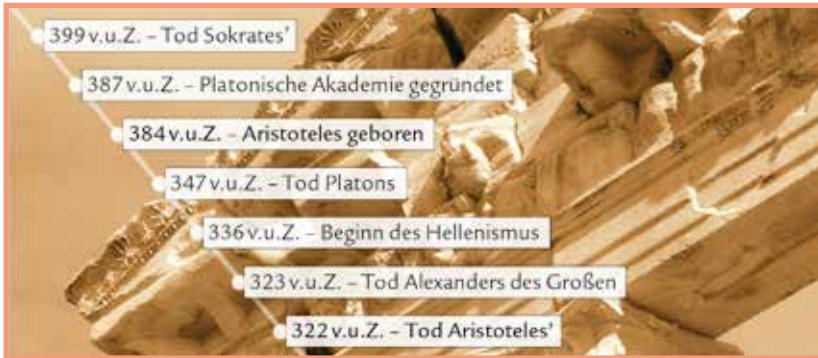 399 v.u.Z. – Tod Sokrates'
387 v.u.Z. – Platonische Akademie gegründet
384 v.u.Z. – Aristoteles geboren
347 v.u.Z. – Tod Platons
336 v.u.Z. – Beginn des Hellenismus
323 v.u.Z. – Tod Alexanders des Großen
322 v.u.Z. – Tod Aristoteles'